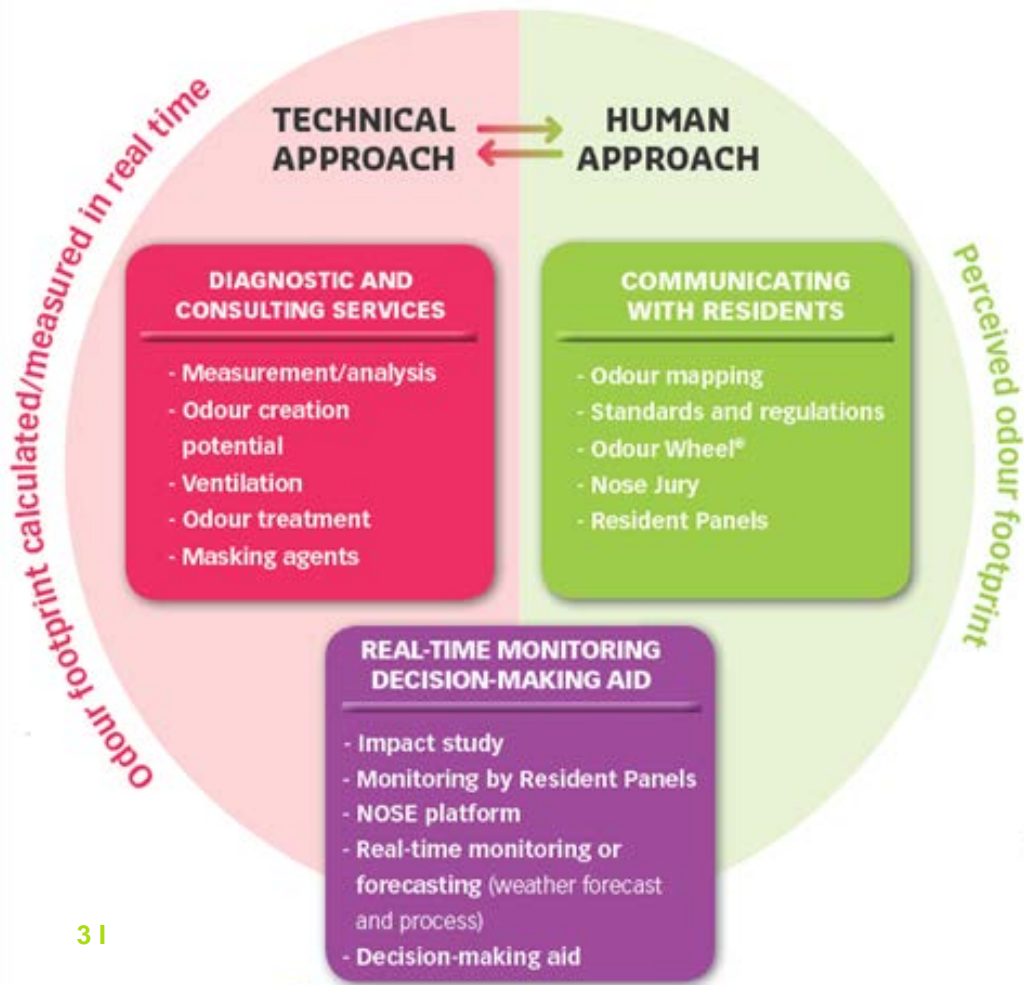 TECHNICAL
APPROACH
HUMAN
APPROACH
Odour footprint calculated/measured in real time
DIAGNOSTIC AND
CONSULTING SERVICES
- Measurement/analysis
- Odour creation
potential
- Ventilation
- Odour treatment
- Masking agents
COMMUNICATING
WITH RESIDENTS
- Odour mapping
- Standards and regulations
- Odour Wheel®
- Nose Jury
- Resident Panels
Perceived odour footprint
REAL-TIME MONITORING
DECISION-MAKING AID
- Impact study
- Monitoring by Resident Panels
- NOSE platform
- Real-time monitoring or
forecasting (weather forecast
and process)
- Decision-making aid
3 I